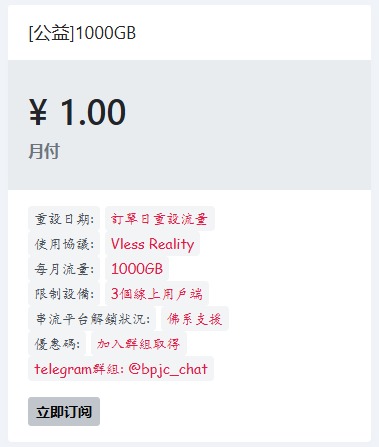 [公益]1000GB
¥ 1.00
月付
重設日期: 訂單日重設流量
使用協議: Vless Reality
每月流量: 1000GB
限制設備: 3個線上用戶端
串流平台解鎖狀況: 佛系支援
優惠碼: 加入群組取得
telegram群組: @bpjc_chat
立即订阅